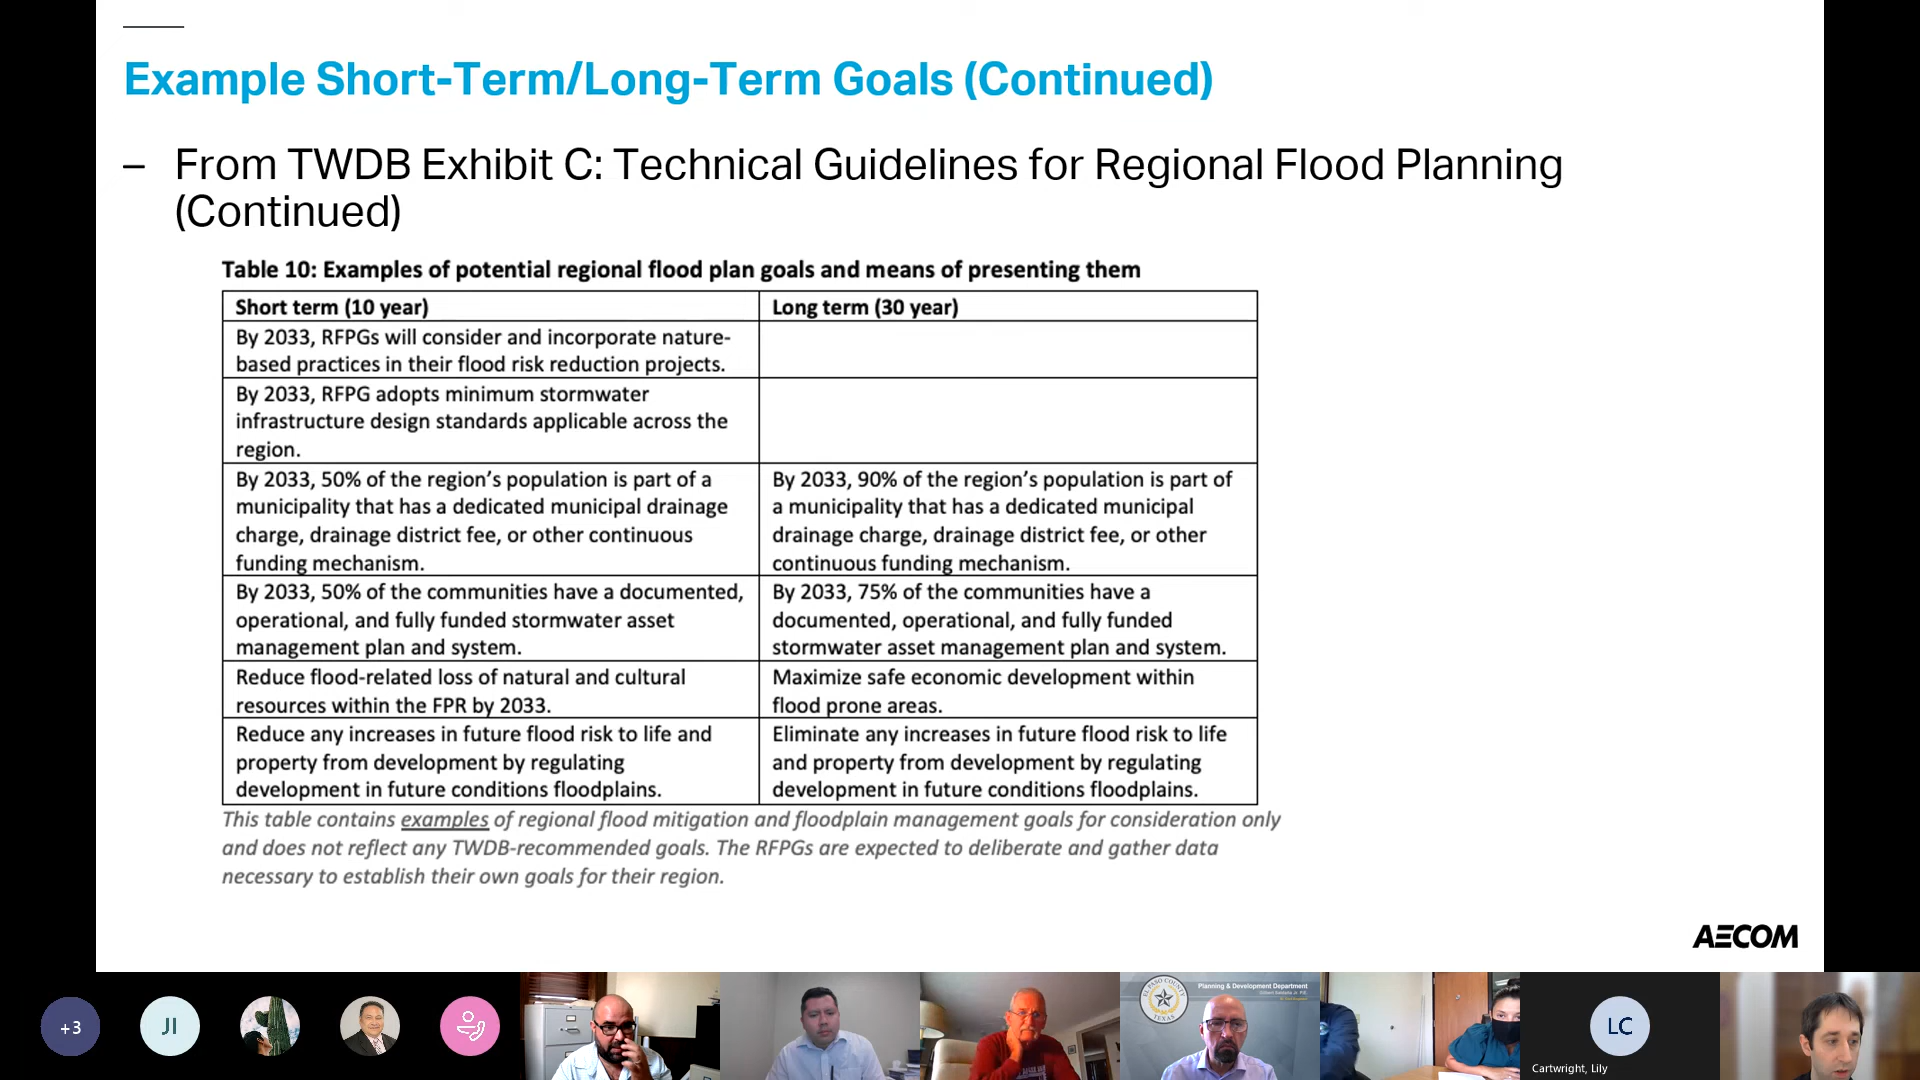 Example Short-Term/Long-Term Goals (Continued)
– From TWDB Exhibit C: Technical Guidelines for Regional Flood Planning
(Continued)
Table 10: Examples of potential regional flood plan goals and means of presenting them
Short term (10 year)
Long term (30 year)
By 2033, RFPGs will consider and incorporate nature-
based practices in their flood risk reduction projects.
By 2033, RFPG adopts minimum stormwater
infrastructure design standards applicable across the
region.
By 2033, 50% of the region's population is part of a
municipality that has a dedicated municipal drainage
charge, drainage district fee, or other continuous
funding mechanism.
By 2033, 90% of the region's population is part of
a municipality that has a dedicated municipal
drainage charge, drainage district fee, or other
continuous funding mechanism.
By 2033, 50% of the communities have a documented,
operational, and fully funded stormwater asset
management plan and system.
By 2033, 75% of the communities have a
documented, operational, and fully funded
stormwater asset management plan and system.
Reduce flood-related loss of natural and cultural
resources within the FPR by 2033.
Maximize safe economic development within
flood prone areas.
Reduce any increases in future flood risk to life and
property from development by regulating
development in future conditions floodplains.
Eliminate any increases in future flood risk to life
and property from development by regulating
development in future conditions floodplains.
This table contains examples of regional flood mitigation and floodplain management goals for consideration only
and does not reflect any TWDB-recommended goals. The RFPGs are expected to deliberate and gather data
necessary to establish their own goals for their region.
AECOM
+3
JI
EL PASO COUNTY
TEXAS
Planning & Development Department
LC
Cartwright, Lily